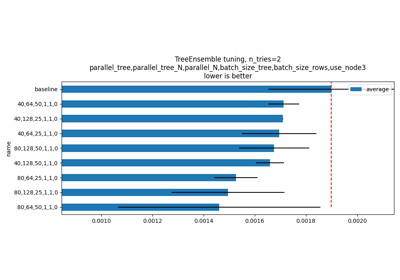 TreeEnsemble tuning, n_tries=2
parallel_tree,parallel_tree_N,parallel_N,batch_size_tree,batch_size_rows,use_node3
lower is better
average
name
baseline
40,64,50,1,1,0
40,128,25,1,1,0
40,64,25,1,1,0
80,128,50,1,1,0
40,128,50,1,1,0
80,64,25,1,1,0
80,128,25,1,1,0
80,64,50,1,1,0
0.0010 0.0012 0.0014 0.0016 0.0018 0.0020